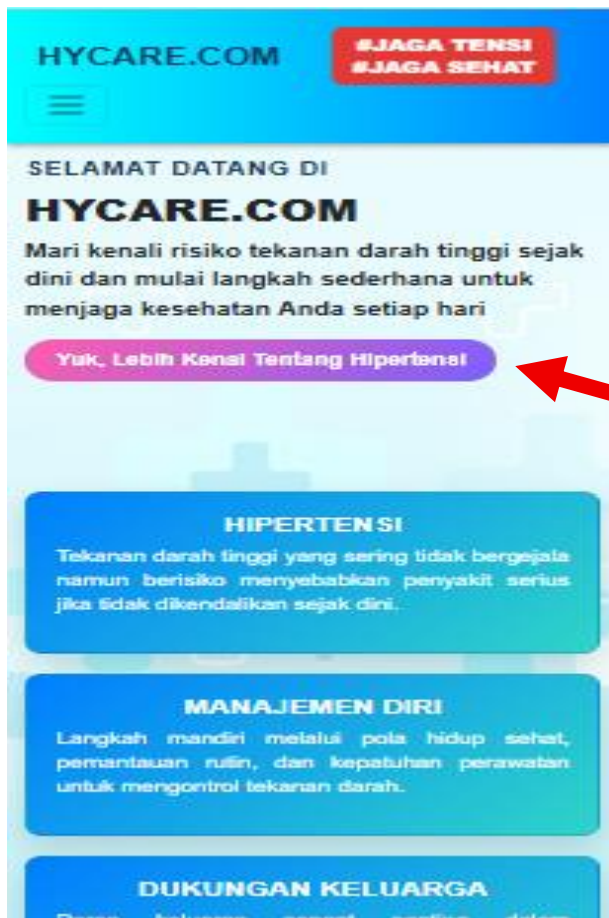 HYCARE.COM
#JAGA TENSI
#JAGA SEHAT
SELAMAT DATANG DI
HYCARE.COM
Mari kenali risiko tekanan darah tinggi sejak
dini dan mulai langkah sederhana untuk
menjaga kesehatan Anda setiap hari
Yuk, Lebih Kenal Tentang Hipertensi
HIPERTENSI
Tekanan darah tinggi yang sering tidak bergejala
namun berisiko menyebabkan penyakit serius
jika tidak dikendalikan sejak dini.
MANAJEMEN DIRI
Langkah mandiri melalui pola hidup sehat,
pemantauan rutin, dan kepatuhan perawatan
untuk mengontrol tekanan darah.
DUKUNGAN KELUARGA